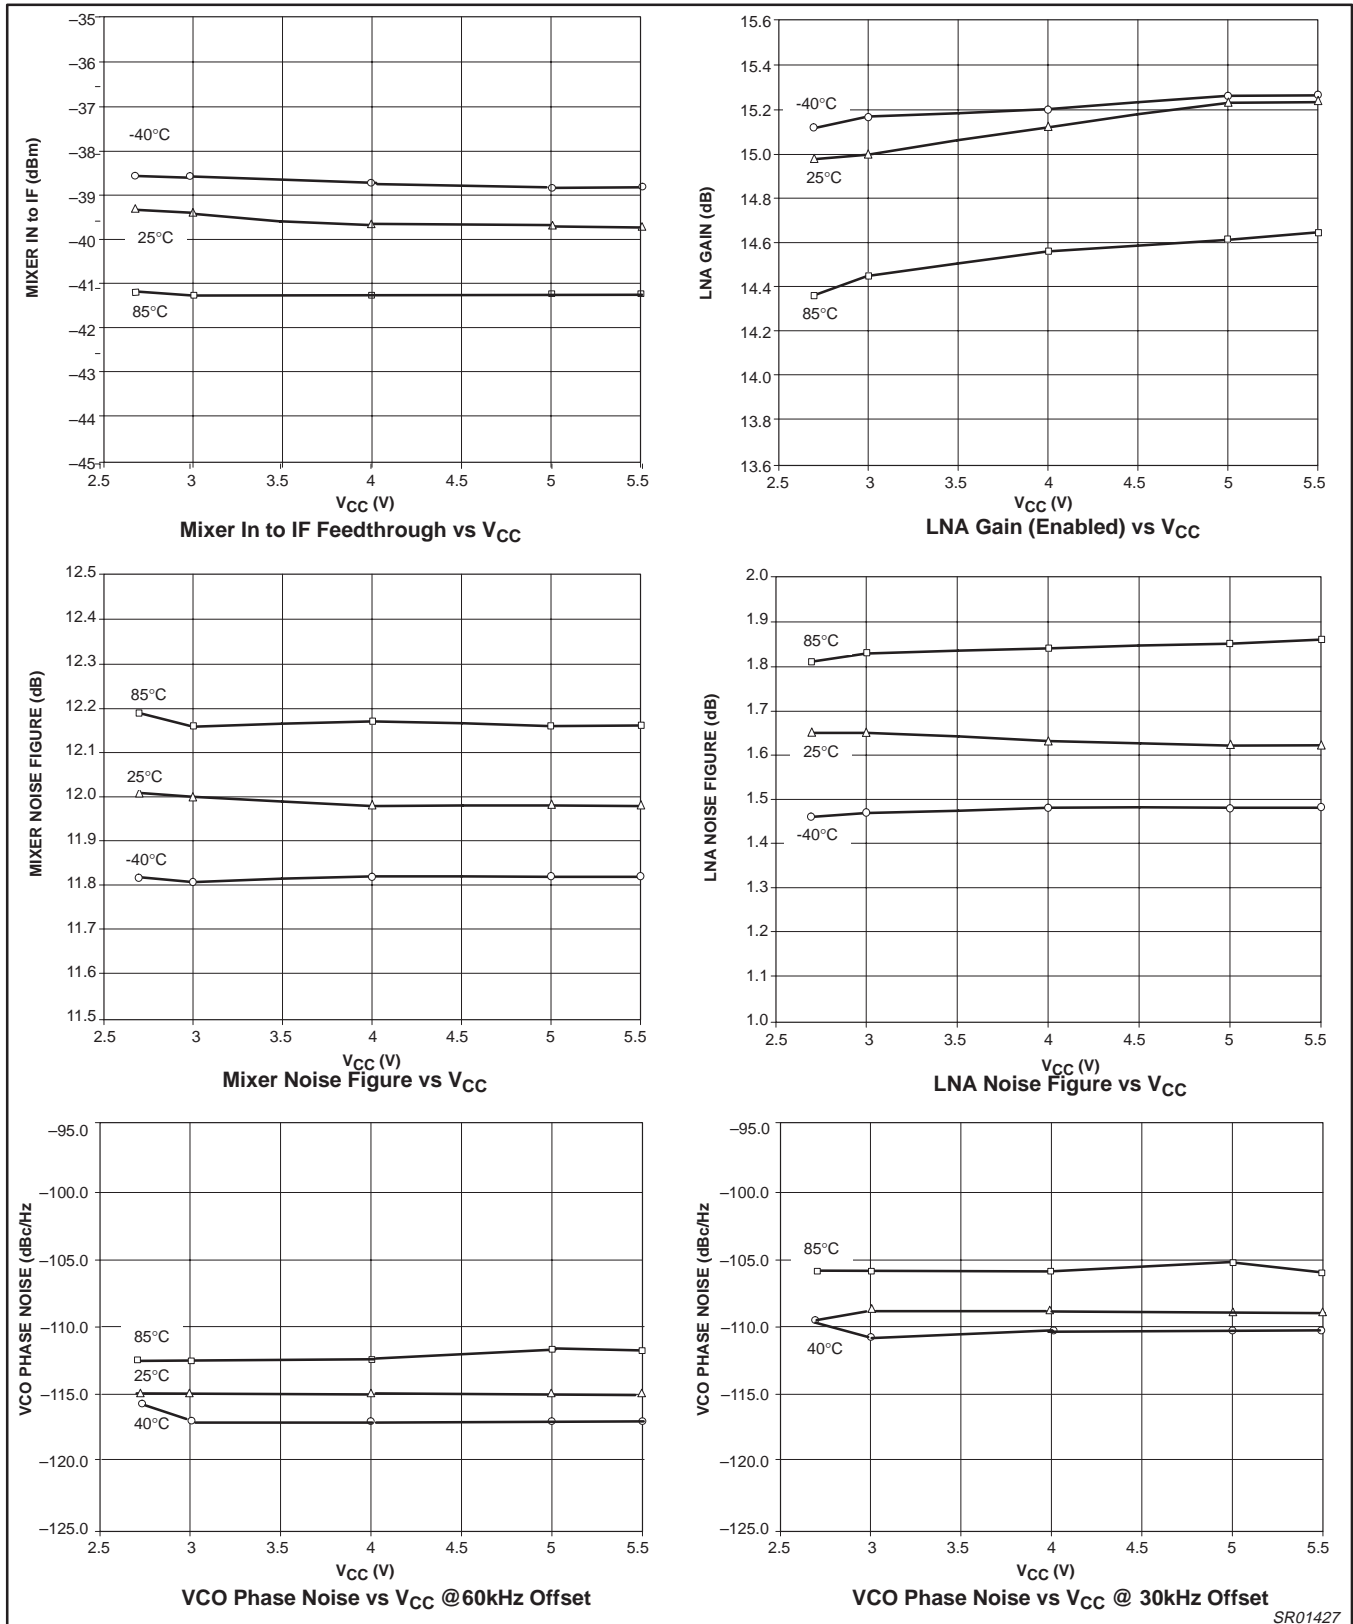 –35
–36
–37
–38
–39
–40
–41
–42
–43
–44
–45
MIXER IN to IF (dBm)
-40°C
25°C
85°C
2.5 3 3.5 4 4.5 5 5.5
VCC (V)
Mixer In to IF Feedthrough vs VCC
15.6
15.4
15.2
15.0
14.8
14.6
14.4
14.2
14.0
13.8
13.6
LNA GAIN (dB)
-40°C
25°C
85°C
2.5 3 3.5 4 4.5 5 5.5
VCC (V)
LNA Gain (Enabled) vs VCC
12.5
12.4
12.3
12.2
12.1
12.0
11.9
11.8
11.7
11.6
11.5
MIXER NOISE FIGURE (dB)
85°C
25°C
-40°C
2.5 3 3.5 4 4.5 5 5.5
VCC (V)
Mixer Noise Figure vs VCC
2.0
1.9
1.8
1.7
1.6
1.5
1.4
1.3
1.2
1.1
1.0
LNA NOISE FIGURE (dB)
85°C
25°C
-40°C
2.5 3 3.5 4 4.5 5 5.5
VCC (V)
LNA Noise Figure vs VCC
–95.0
–100.0
–105.0
–110.0
–115.0
–120.0
–125.0
VCO PHASE NOISE (dBc/Hz
85°C
25°C
40°C
2.5 3 3.5 4 4.5 5 5.5
VCC (V)
VCO Phase Noise vs VCC @60kHz Offset
–95.0
–100.0
–105.0
–110.0
–115.0
–120.0
–125.0
VCO PHASE NOISE (dBc/Hz
85°C
40°C
2.5 3 3.5 4 4.5 5 5.5
VCC (V)
VCO Phase Noise vs VCC @ 30kHz Offset
SR01427